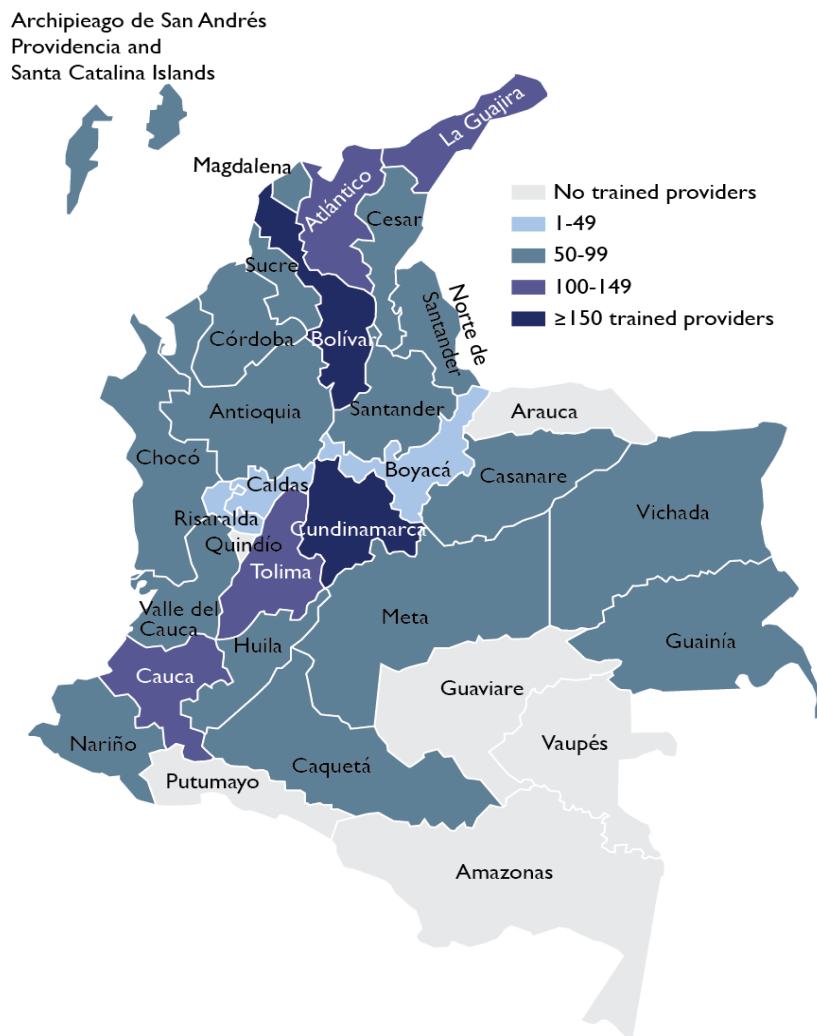 Archipieago de San Andrés
Providencia and
Santa Catalina Islands
La Guajira
Magdalena
Atlántico
Cesar
No trained providers
1-49
50-99
100-149
≥150 trained providers
Sucre
Norte de
Santander
Córdoba
Bolívar
Antioquia
Santander
Arauca
Chocó
Boyacá
Caldas
Casanare
Risaralda
Vichada
Cundinamarca
Quindío
Tolima
Valle del
Cauca
Meta
Huila
Guainía
Cauca
Guaviare
Nariño
Vaupés
Caquetá
Putumayo
Amazonas